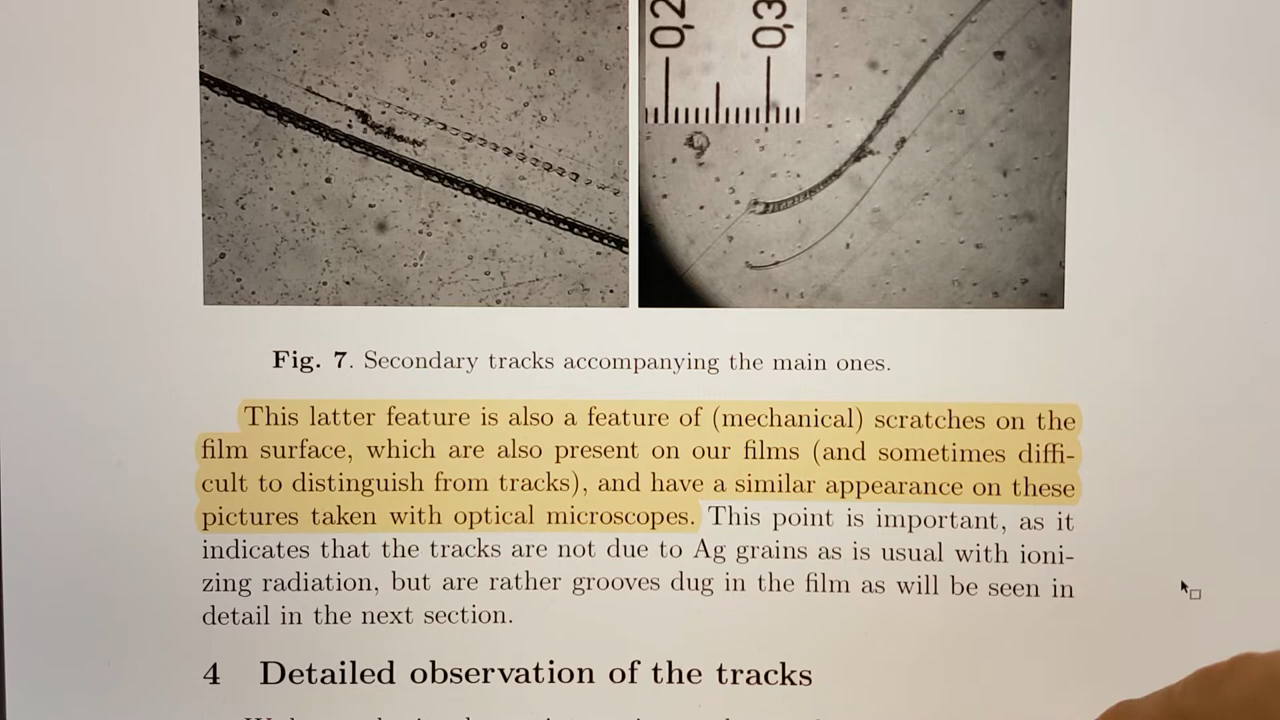 0,2 0,3
Fig. 7. Secondary tracks accompanying the main ones.
This latter feature is also a feature of (mechanical) scratches on the
film surface, which are also present on our films (and sometimes diffi-
cult to distinguish from tracks), and have a similar appearance on these
pictures taken with optical microscopes. This point is important, as it
indicates that the tracks are not due to Ag grains as is usual with ioni-
zing radiation, but are rather grooves dug in the film as will be seen in
detail in the next section.
4 Detailed observation of the tracks